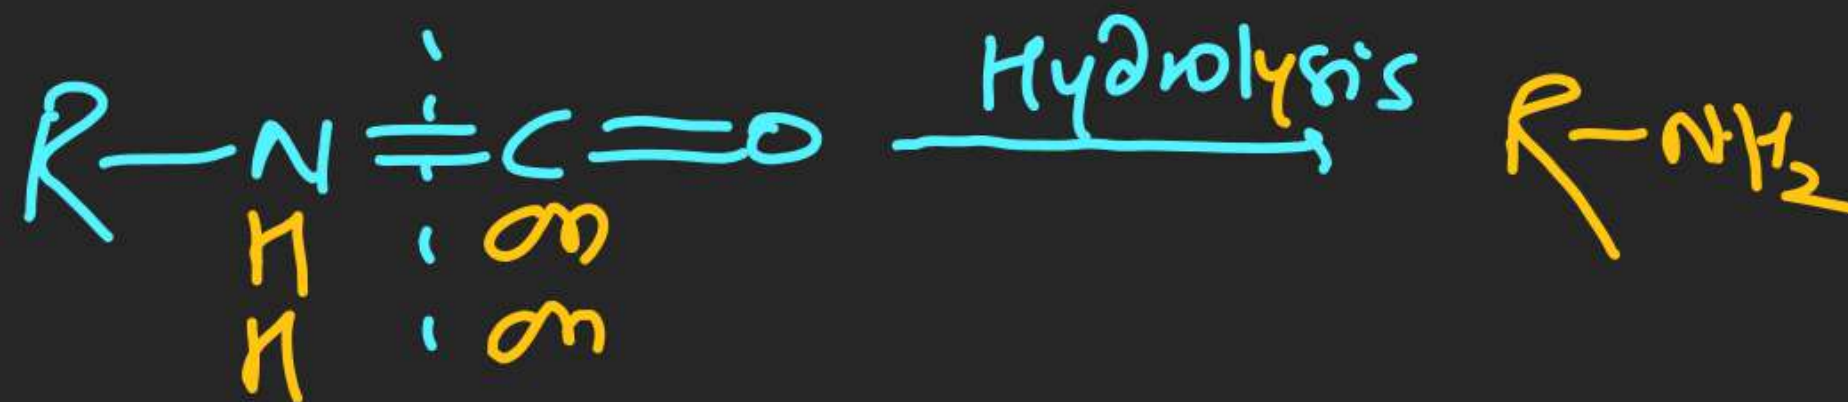 Hydrolysis
R—N=C=O → R—NH₂
H OH
H OH